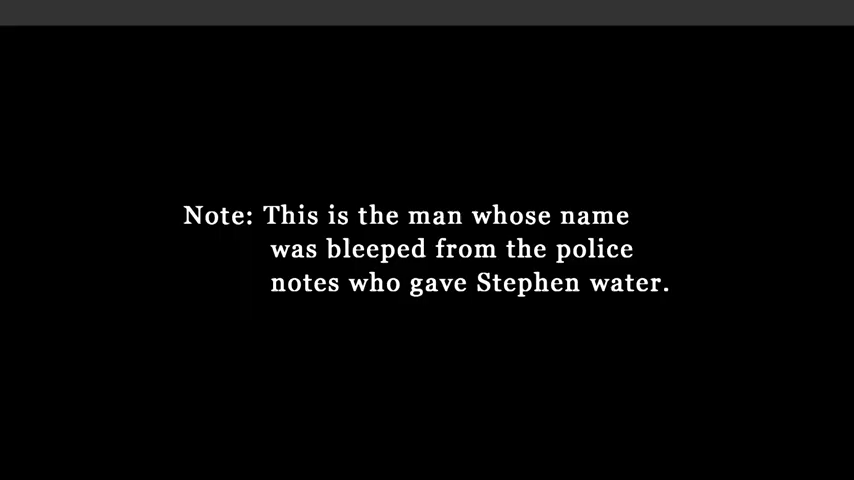 Note: This is the man whose name
was bleeped from the police
notes who gave Stephen water.